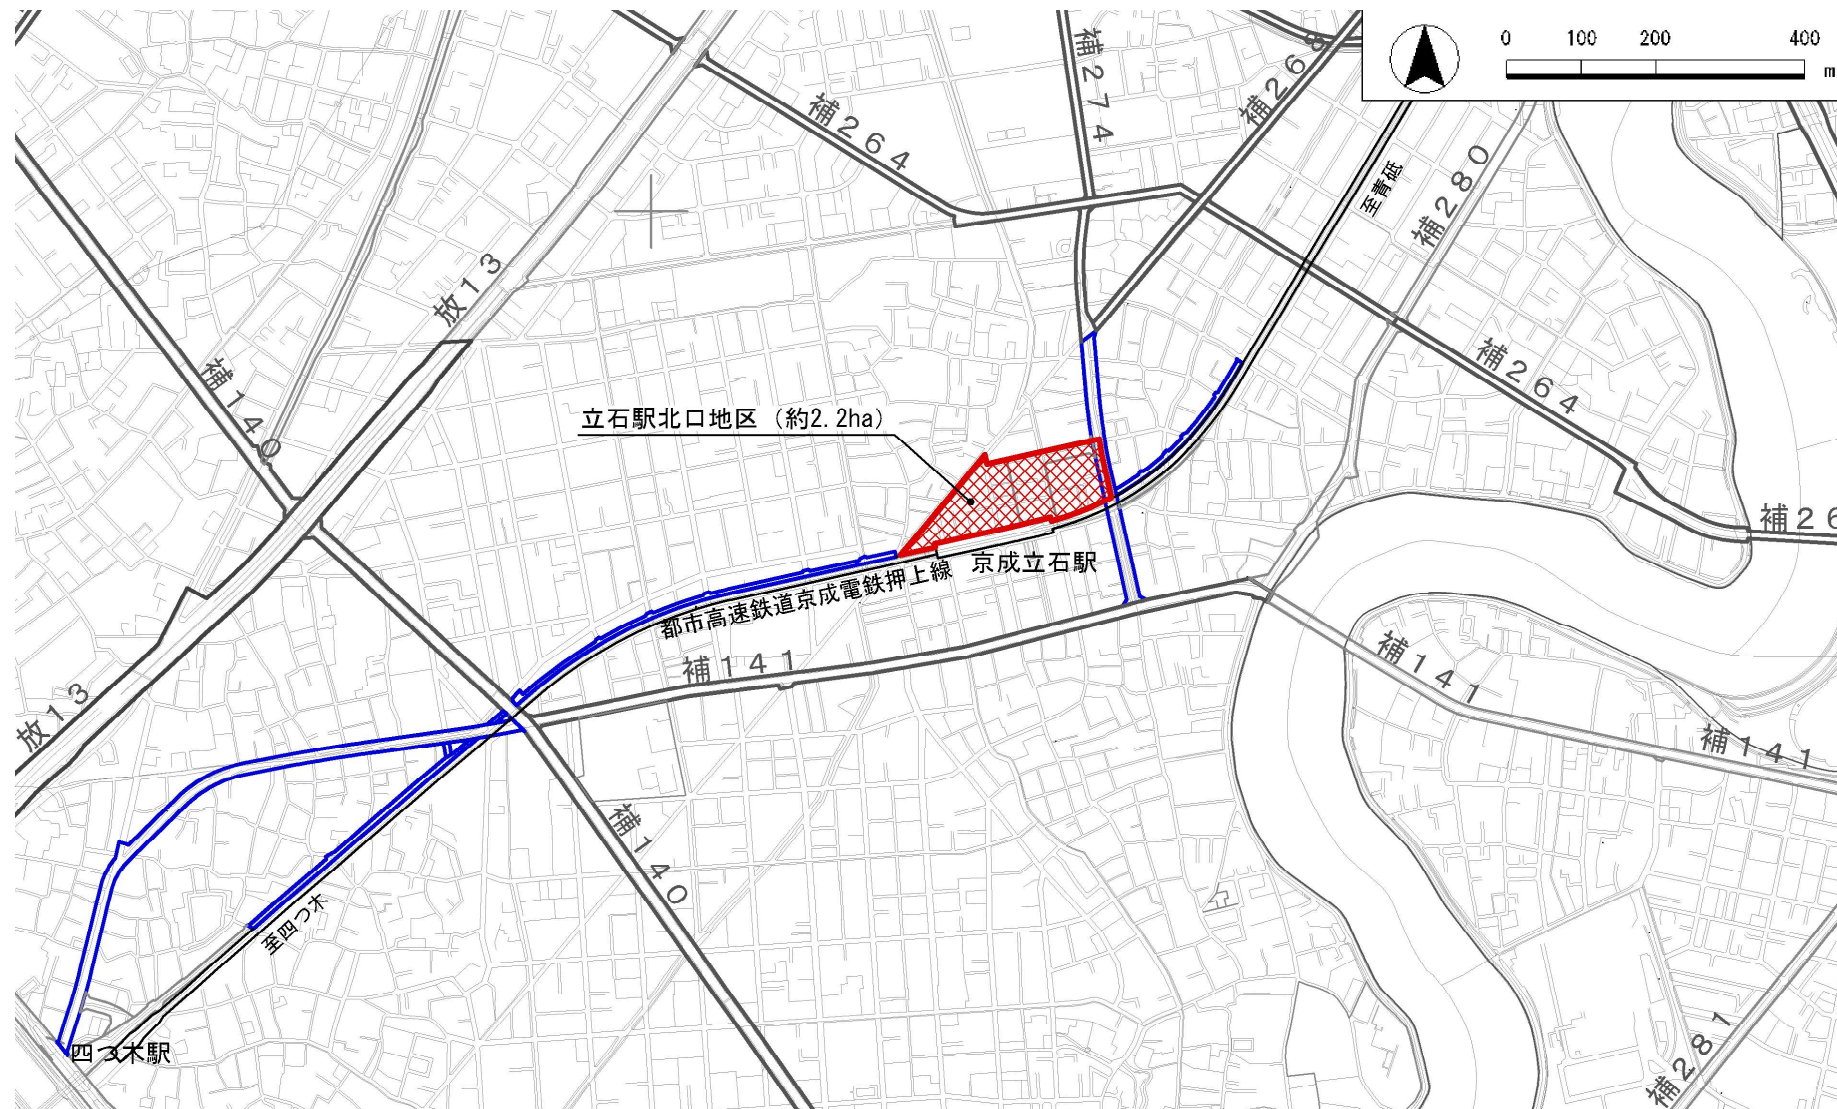 0 100 200 400
m
補274
補268
補264
至青砥
補280
放13
補140
補264
立石駅北口地区（約2.2ha）
補26
京成立石駅
都市高速鉄道京成電鉄押上線
補141
補141
放13
補141
補140
至四つ木
四つ木駅
補281